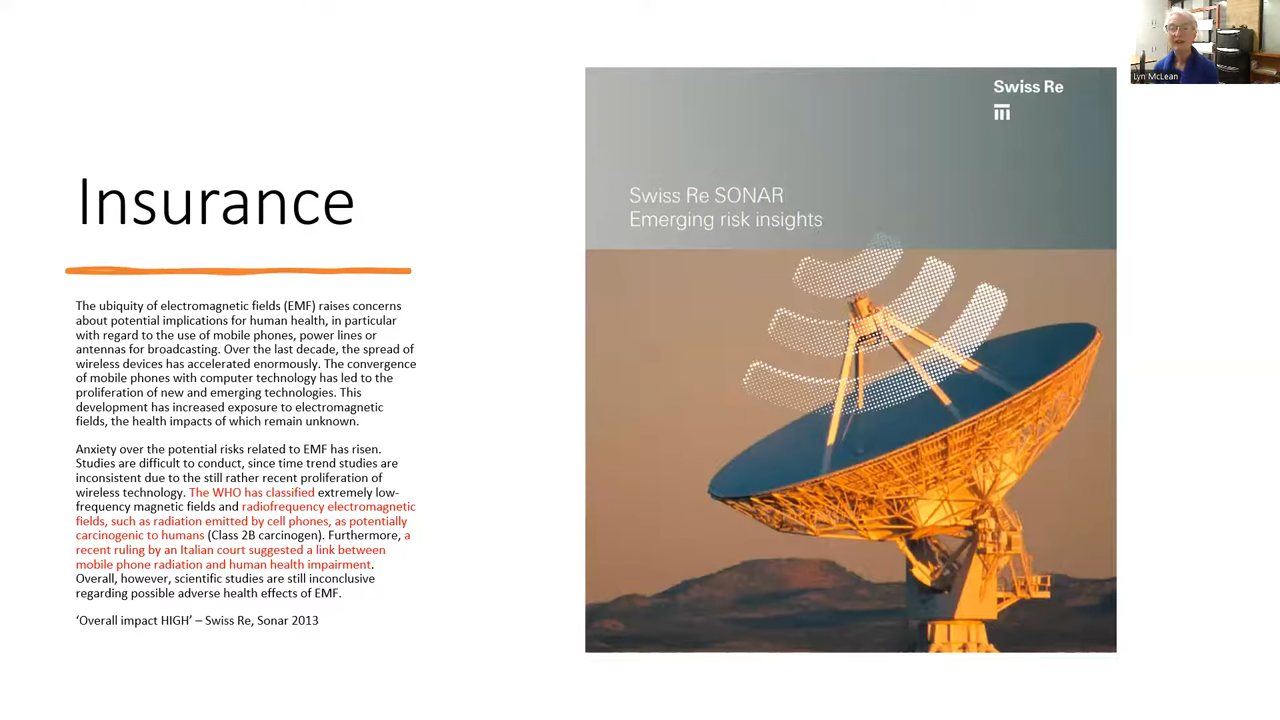 Insurance
The ubiquity of electromagnetic fields (EMF) raises concerns
about potential implications for human health, in particular
with regard to the use of mobile phones, power lines or
antennas for broadcasting. Over the last decade, the spread of
wireless devices has accelerated enormously. The convergence
of mobile phones with computer technology has led to the
proliferation of new and emerging technologies. This
development has increased exposure to electromagnetic
fields, the health impacts of which remain unknown.
Anxiety over the potential risks related to EMF has risen.
Studies are difficult to conduct, since time trend studies are
inconsistent due to the still rather recent proliferation of
wireless technology. The WHO has classified extremely low-
frequency magnetic fields and radiofrequency electromagnetic
fields, such as radiation emitted by cell phones, as potentially
carcinogenic to humans (Class 2B carcinogen). Furthermore, a
recent ruling by an Italian court suggested a link between
mobile phone radiation and human health impairment.
Overall, however, scientific studies are still inconclusive
regarding possible adverse health effects of EMF.
‘Overall impact HIGH’ – Swiss Re, Sonar 2013
Swiss Re
Swiss Re SONAR
Emerging risk insights
Lyn McLean